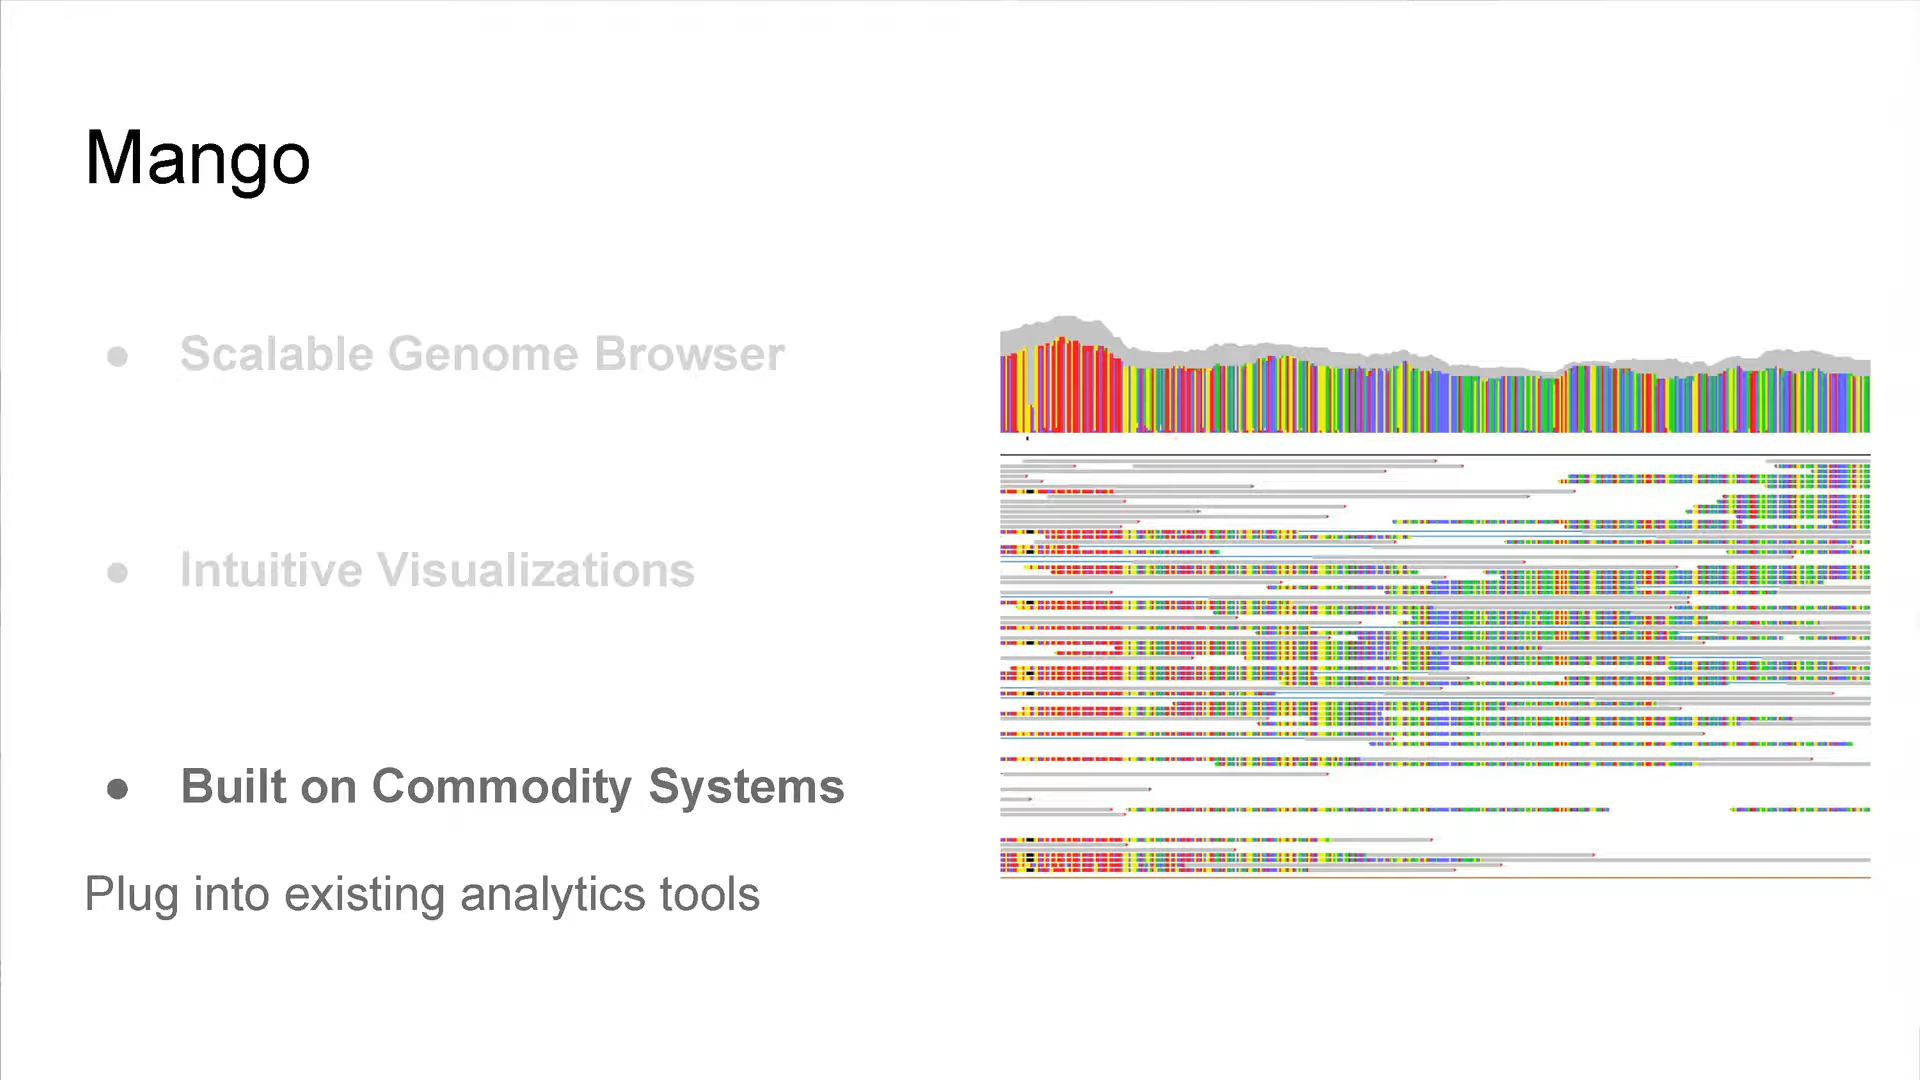 Mango
● Scalable Genome Browser
● Intuitive Visualizations
● Built on Commodity Systems
Plug into existing analytics tools